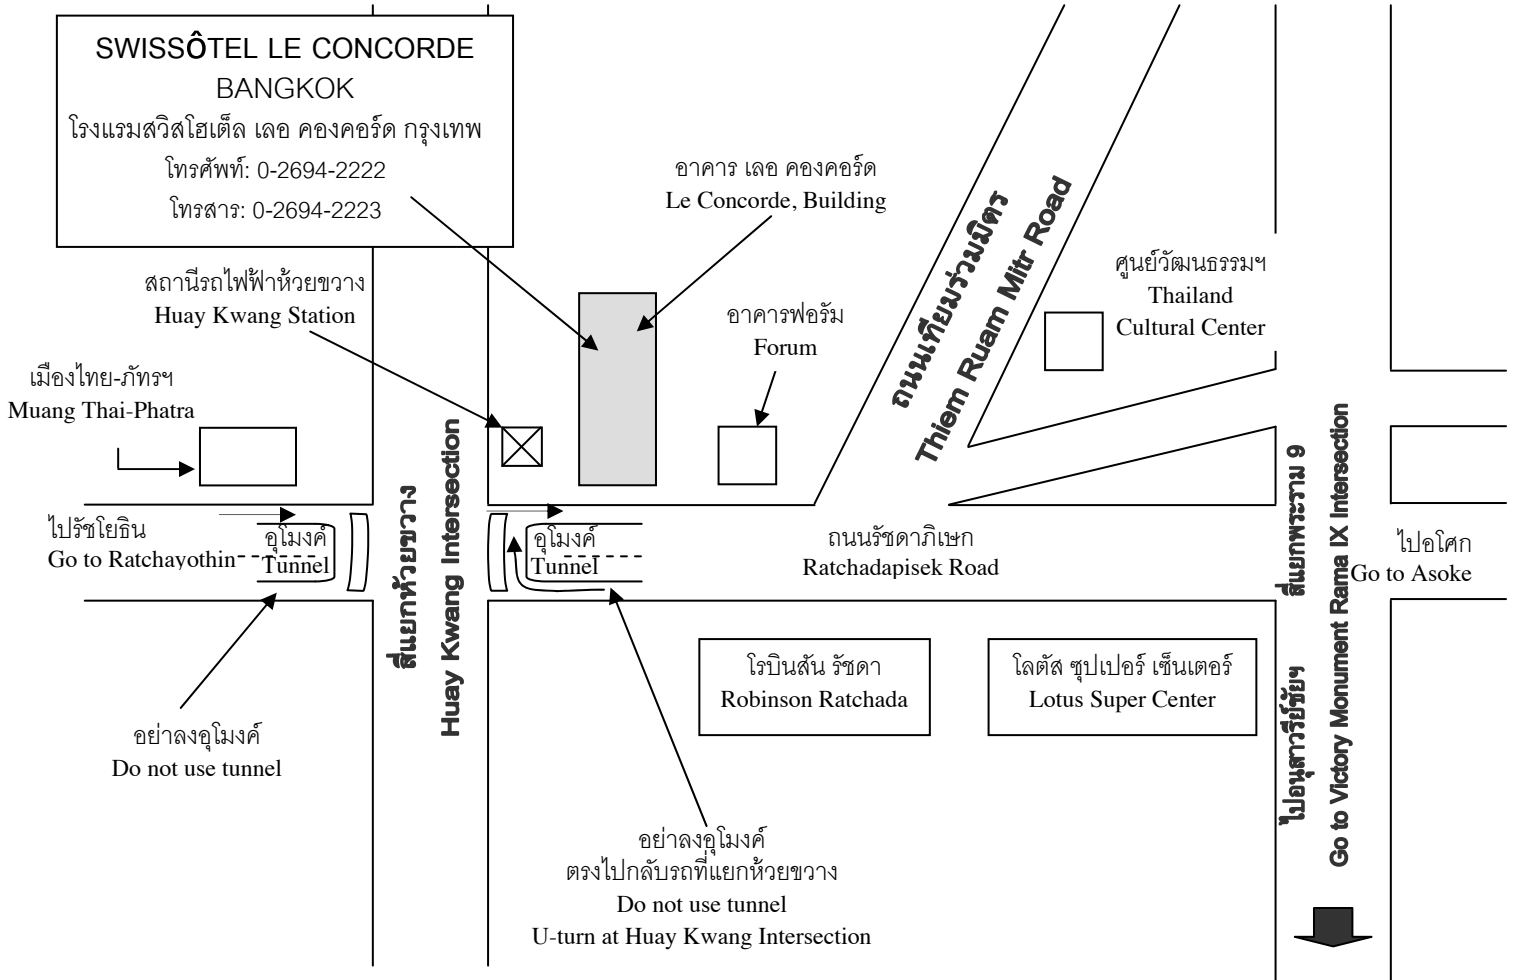 SWISSÔTEL LE CONCORDE
BANGKOK
โรงแรมสวิสโฮเต็ล เลอ คองคอร์ด กรุงเทพ
โทรศัพท์: 0-2694-2222
โทรสาร: 0-2694-2223
อาคาร เลอ คองคอร์ด
Le Concorde, Building
สถานีรถไฟฟ้าห้วยขวาง
Huay Kwang Station
อาคารฟอรัม
Forum
ถนนเทียมร่วมมิตร
Thiem Ruam Mitr Road
ศูนย์วัฒนธรรมฯ
Thailand
Cultural Center
เมืองไทย-ภัทรฯ
Muang Thai-Phatra
ไปรัชโยธิน
Go to Ratchayothin
อุโมงค์
Tunnel
สี่แยกห้วยขวาง
Huay Kwang Intersection
อุโมงค์
Tunnel
ถนนรัชดาภิเษก
Ratchadapisek Road
สี่แยกพระราม 9
ไปอนุสาวรีย์ชัยฯ
Go to Victory Monument Rama IX Intersection
ไปอโศก
Go to Asoke
โรบินสัน รัชดา
Robinson Ratchada
โลตัส ซุปเปอร์ เซ็นเตอร์
Lotus Super Center
อย่าลงอุโมงค์
Do not use tunnel
อย่าลงอุโมงค์
ตรงไปกลับรถที่แยกห้วยขวาง
Do not use tunnel
U-turn at Huay Kwang Intersection